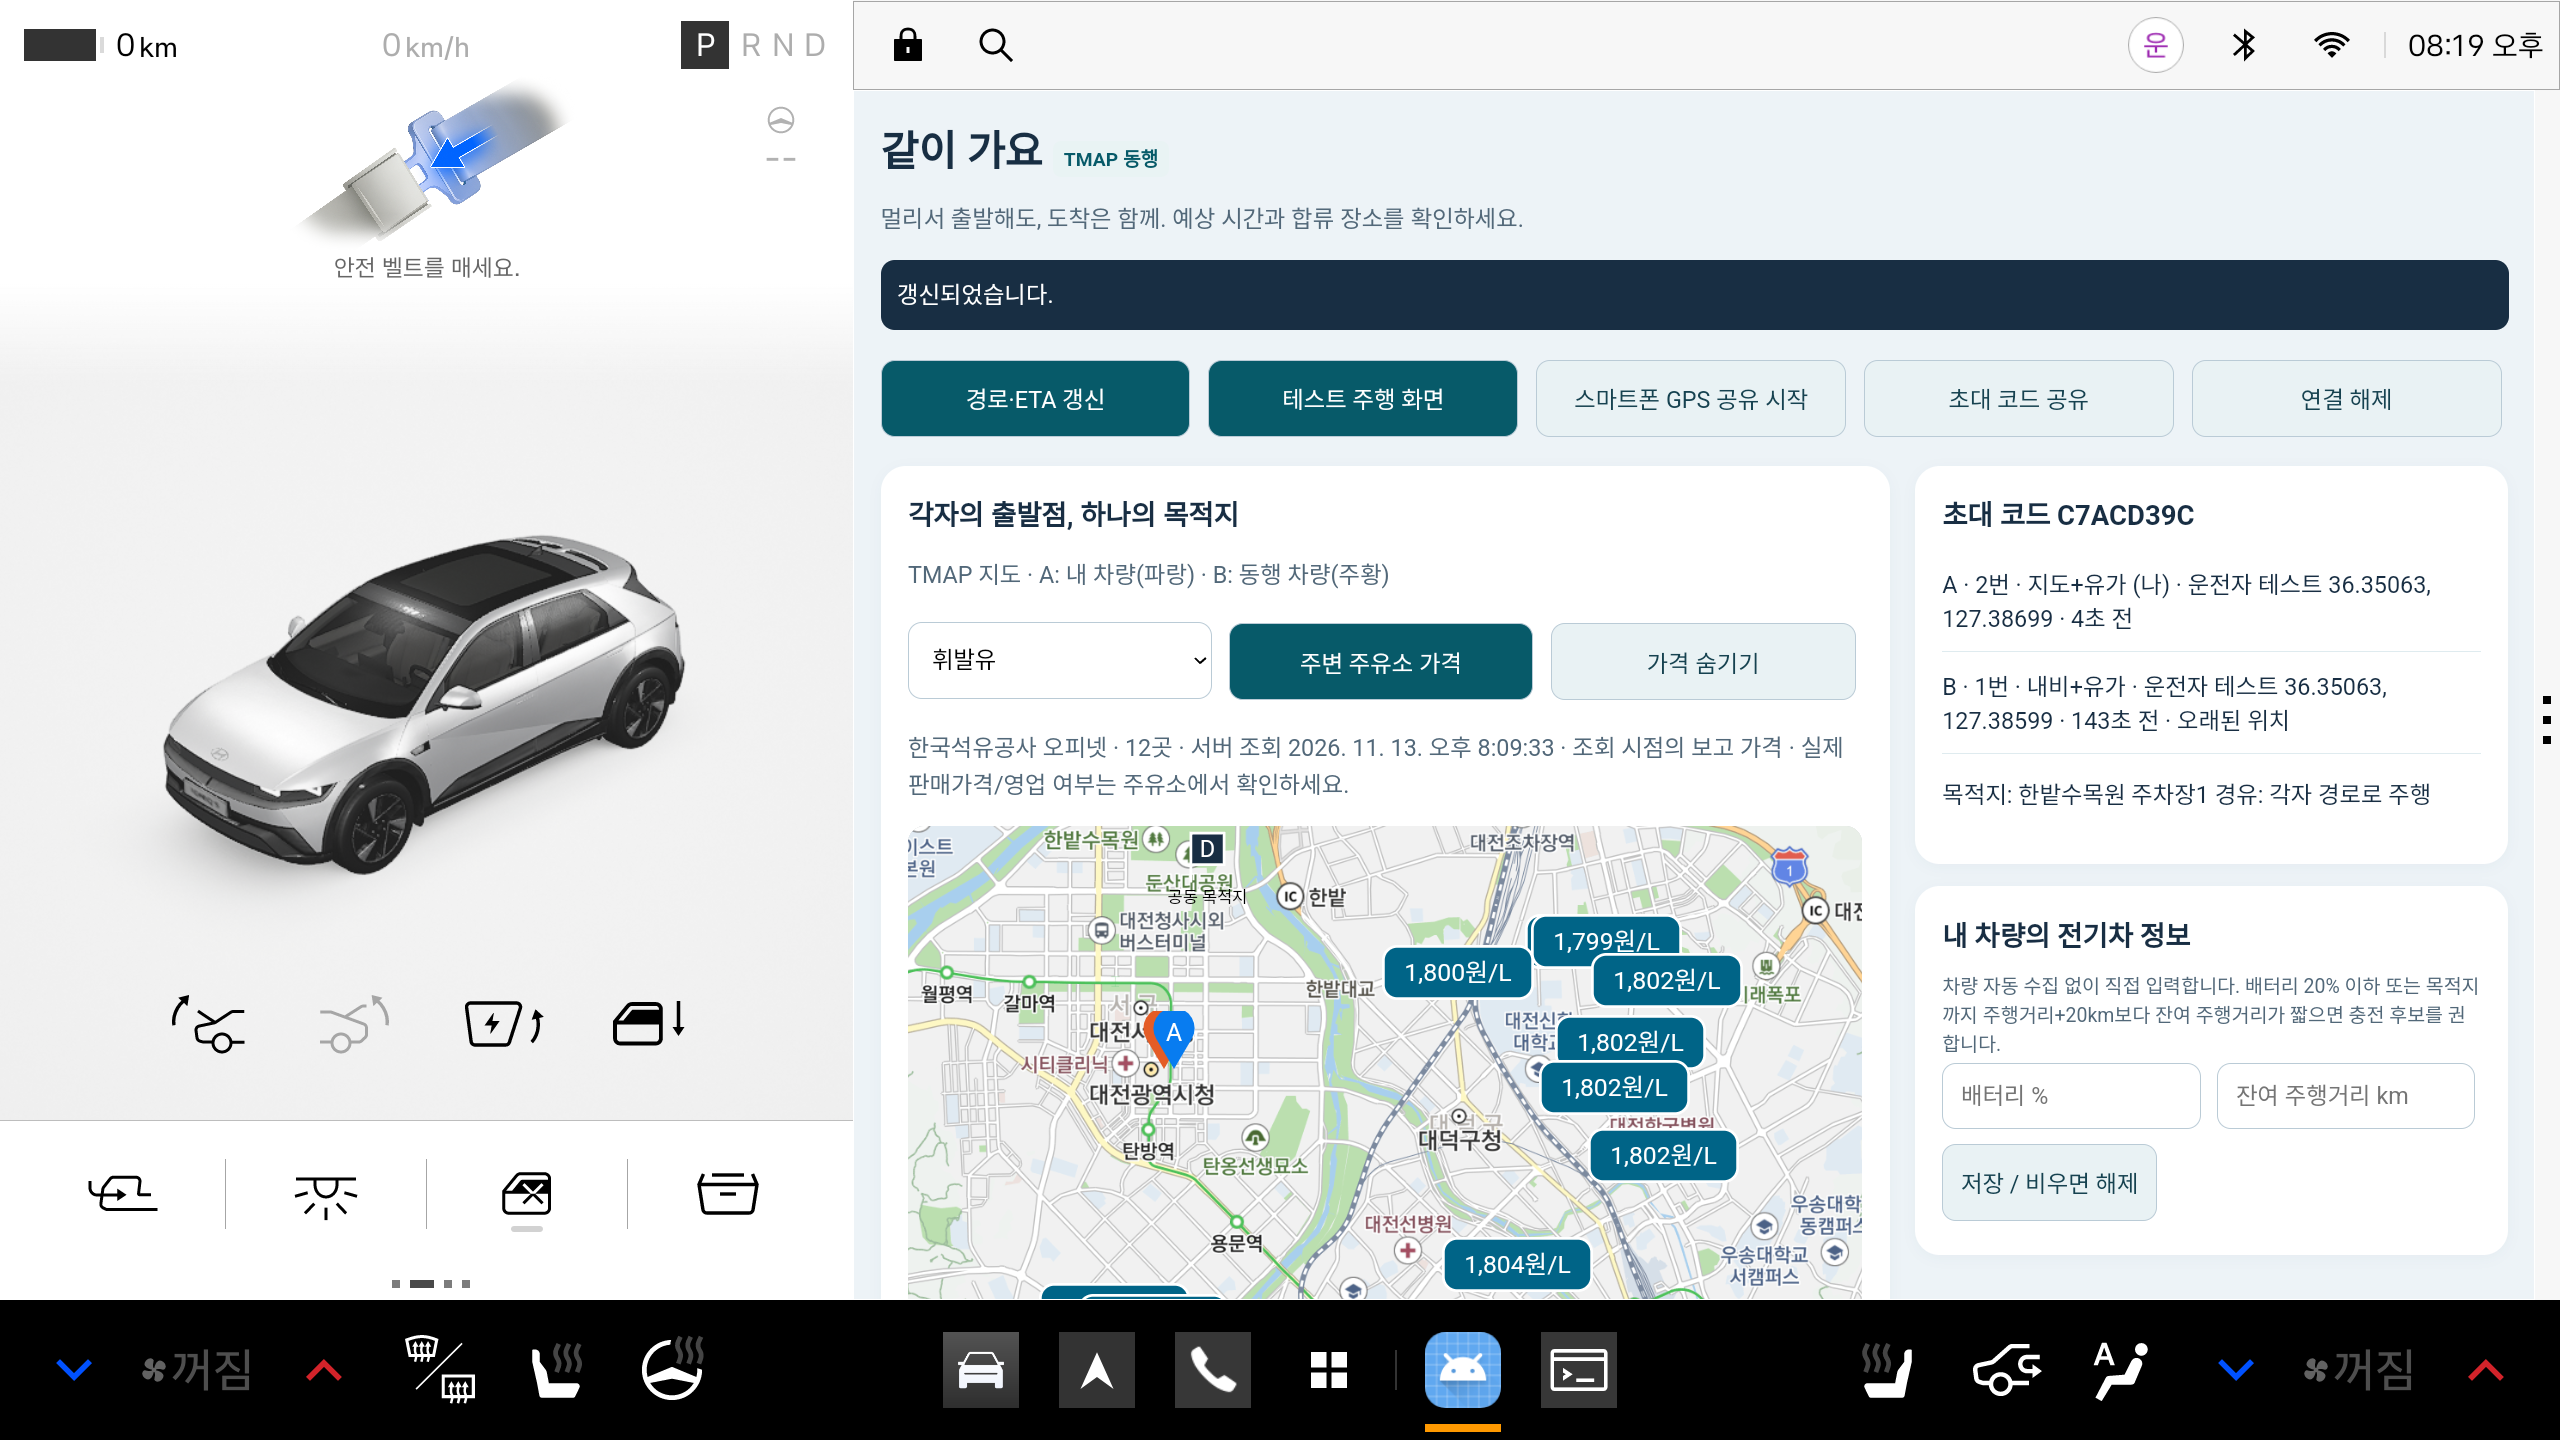 0 km
0 km/h
P R N D
운
08:19 오후
안전 벨트를 매세요.
같이 가요 TMAP 동행
멀리서 출발해도, 도착은 함께. 예상 시간과 합류 장소를 확인하세요.
갱신되었습니다.
경로·ETA 갱신
테스트 주행 화면
스마트폰 GPS 공유 시작
초대 코드 공유
연결 해제
각자의 출발점, 하나의 목적지
TMAP 지도 · A: 내 차량(파랑) · B: 동행 차량(주황)
휘발유
주변 주유소 가격
가격 숨기기
한국석유공사 오피넷 · 12곳 · 서버 조회 2026. 11. 13. 오후 8:09:33 · 조회 시점의 보고 가격 · 실제
판매가격/영업 여부는 주유소에서 확인하세요.
한밭수목원
D
대전조차장역
둔산대공원
공동 목적지
IC 한밭
1
IC
대전청사시외
버스터미널
1,799원/L
1,800원/L
1,802원/L
월평역
갈마역
한밭대교
A
1,802원/L
시티클리닉
1,802원/L
대전광역시청
대덕구청
탄방역
탄옹선생묘소
1,802원/L
대전선병원
용문역
1,804원/L
우송대학교
서캠퍼스
초대 코드 C7ACD39C
A · 2번 · 지도+유가 (나) · 운전자 테스트 36.35063,
127.38699 · 4초 전
B · 1번 · 내비+유가 · 운전자 테스트 36.35063,
127.38599 · 143초 전 · 오래된 위치
목적지: 한밭수목원 주차장1 경유: 각자 경로로 주행
내 차량의 전기차 정보
차량 자동 수집 없이 직접 입력합니다. 배터리 20% 이하 또는 목적지
까지 주행거리+20km보다 잔여 주행거리가 짧으면 충전 후보를 권
합니다.
배터리 %
잔여 주행거리 km
저장 / 비우면 해제
꺼짐
A
꺼짐